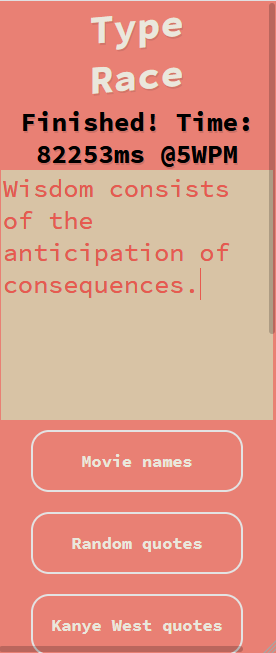 Type
Race
Finished! Time:
82253ms @5WPM
Wisdom consists
of the
anticipation of
consequences.
Movie names
Random quotes
Kanye West quotes